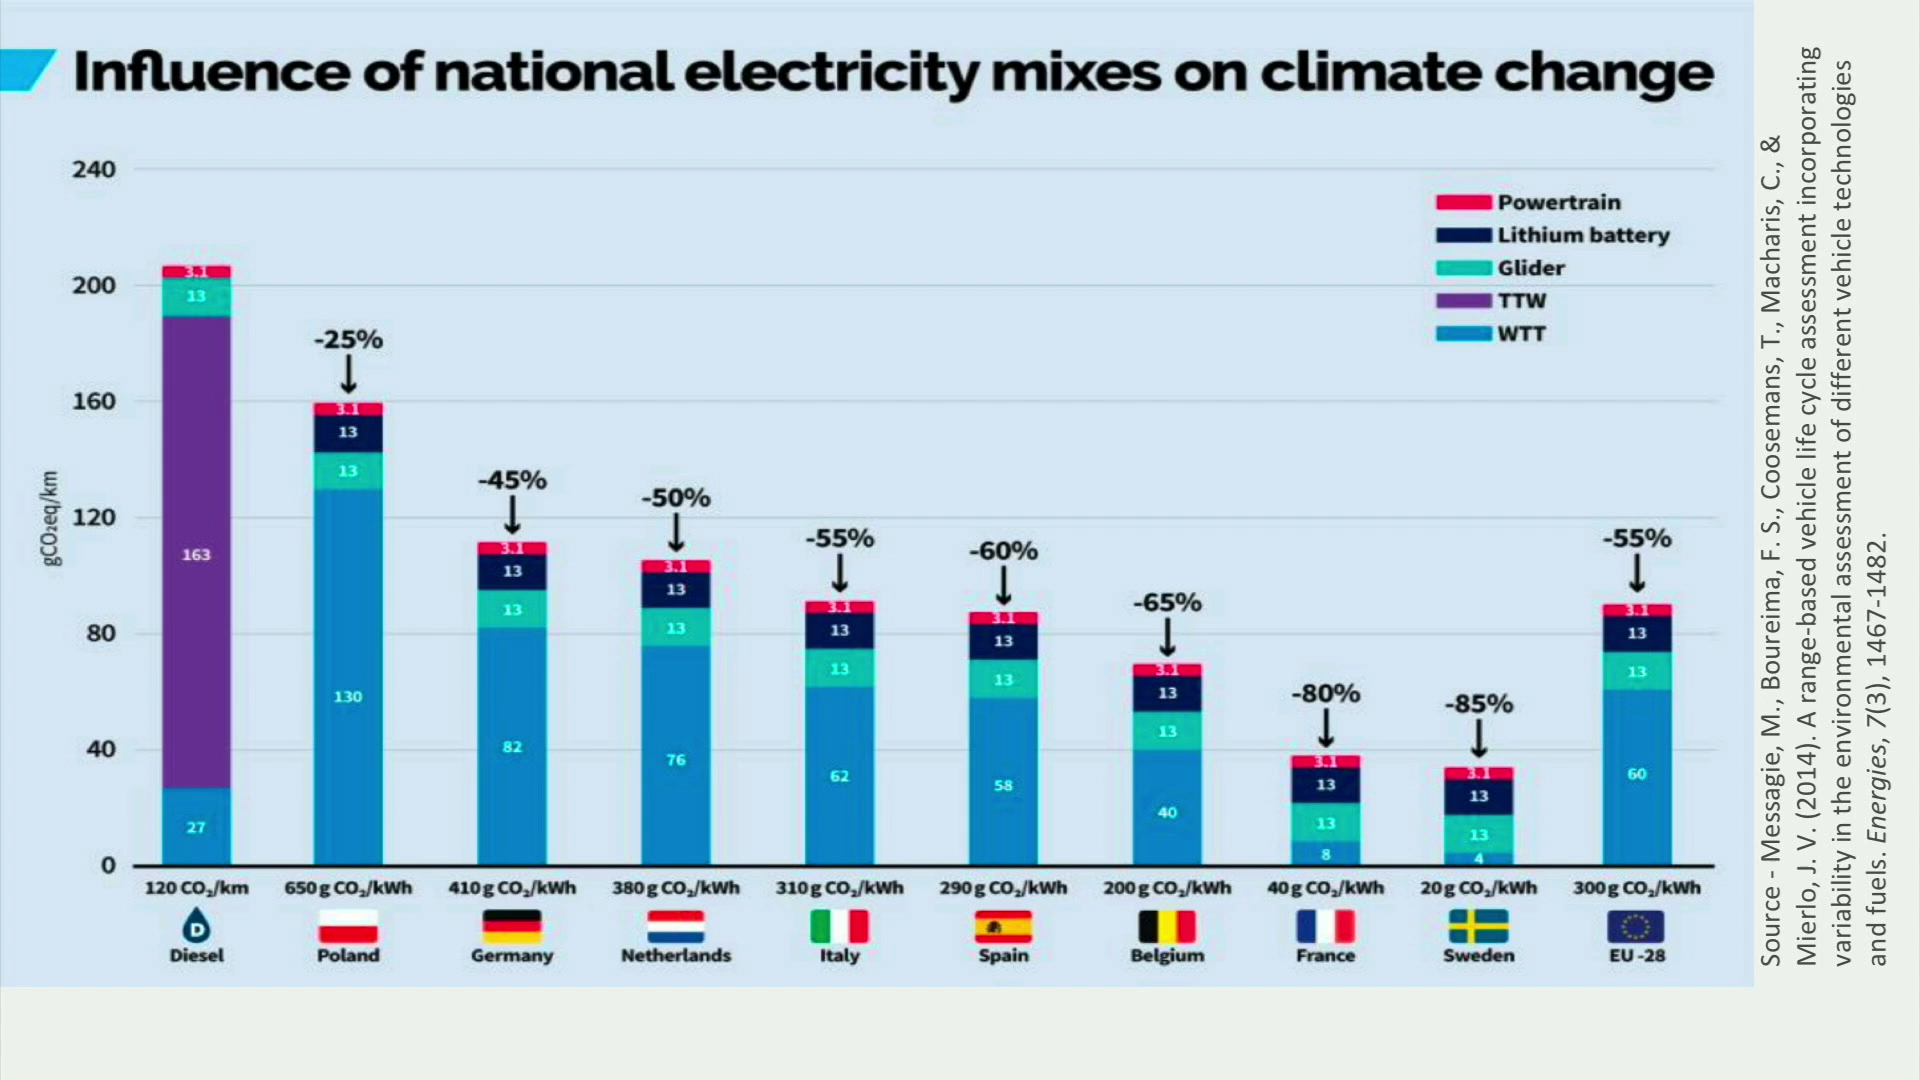 Influence of national electricity mixes on climate change
gCO₂eq/km
240
200
160
120
80
40
0
Powertrain
Lithium battery
Glider
TTW
WTT
3.1
13
163
27
120 CO₂/km
D
Diesel
-25%
3.1
13
13
130
650 g CO₂/kWh
Poland
-45%
3.1
13
13
82
410 g CO₂/kWh
Germany
-50%
3.1
13
13
76
380 g CO₂/kWh
Netherlands
-55%
3.1
13
13
62
310 g CO₂/kWh
Italy
-60%
3.1
13
13
58
290 g CO₂/kWh
Spain
-65%
3.1
13
13
40
200 g CO₂/kWh
Belgium
-80%
3.1
13
13
8
40 g CO₂/kWh
France
-85%
3.1
13
13
4
20 g CO₂/kWh
Sweden
-55%
3.1
13
13
60
300 g CO₂/kWh
EU -28
Source - Messagie, M., Boureima, F. S., Coosemans, T., Macharis, C., &
Mierlo, J. V. (2014). A range-based vehicle life cycle assessment incorporating
variability in the environmental assessment of different vehicle technologies
and fuels. Energies, 7(3), 1467-1482.